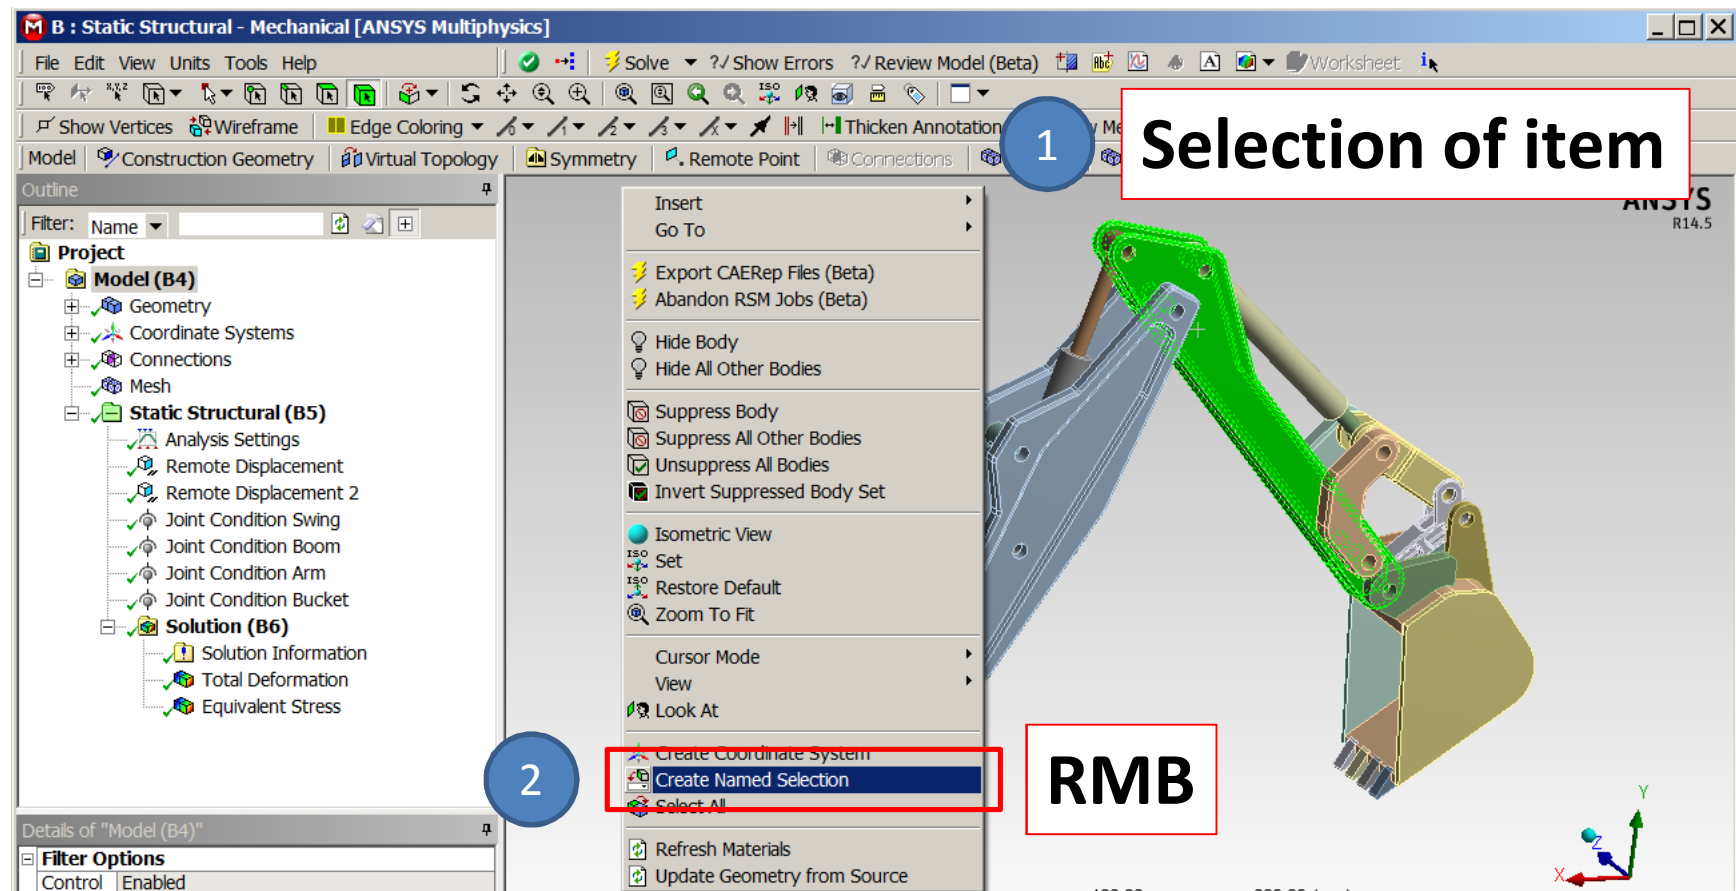 B : Static Structural - Mechanical [ANSYS Multiphysics]
File Edit View Units Tools Help
Solve ?√ Show Errors ?√ Review Model (Beta) Worksheet
Show Vertices Wireframe Edge Coloring Thicken Annotation
Model Construction Geometry Virtual Topology Symmetry Remote Point Connections
1
Selection of item
Outline
Filter: Name
Project
Model (B4)
Geometry
Coordinate Systems
Connections
Mesh
Static Structural (B5)
Analysis Settings
Remote Displacement
Remote Displacement 2
Joint Condition Swing
Joint Condition Boom
Joint Condition Arm
Joint Condition Bucket
Solution (B6)
Solution Information
Total Deformation
Equivalent Stress
Details of "Model (B4)"
Filter Options
Control Enabled
Insert
Go To
Export CAERep Files (Beta)
Abandon RSM Jobs (Beta)
Hide Body
Hide All Other Bodies
Suppress Body
Suppress All Other Bodies
Unsuppress All Bodies
Invert Suppressed Body Set
Isometric View
ISO Set
ISO Restore Default
Zoom To Fit
Cursor Mode
View
Look At
Create Coordinate System
Create Named Selection
Select All
Refresh Materials
Update Geometry from Source
2
RMB
ANSYS
R14.5
Y
Z
X